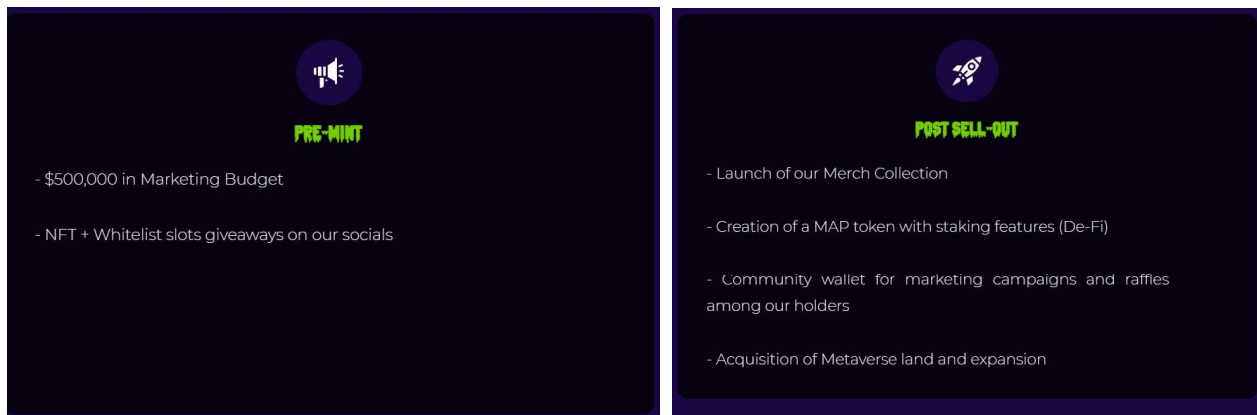 PRE-MINT
- $500,000 in Marketing Budget
- NFT + Whitelist slots giveaways on our socials
POST SELL-OUT
- Launch of our Merch Collection
- Creation of a MAP token with staking features (De-Fi)
- Community wallet for marketing campaigns and raffles
among our holders
- Acquisition of Metaverse land and expansion